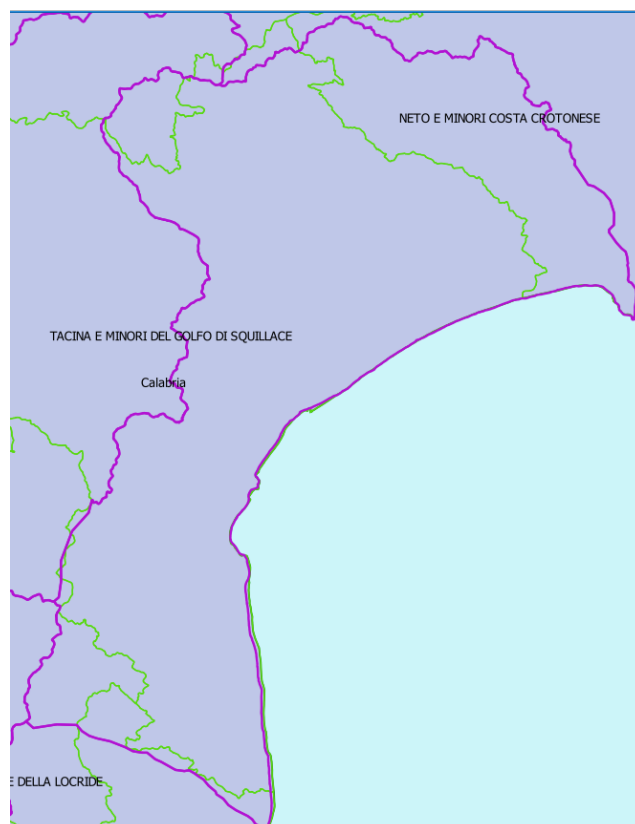 NETO E MINORI COSTA CROTONESE
TACINA E MINORI DEL GOLFO DI SQUILLACE
Calabria
E DELLA LOCRIDE